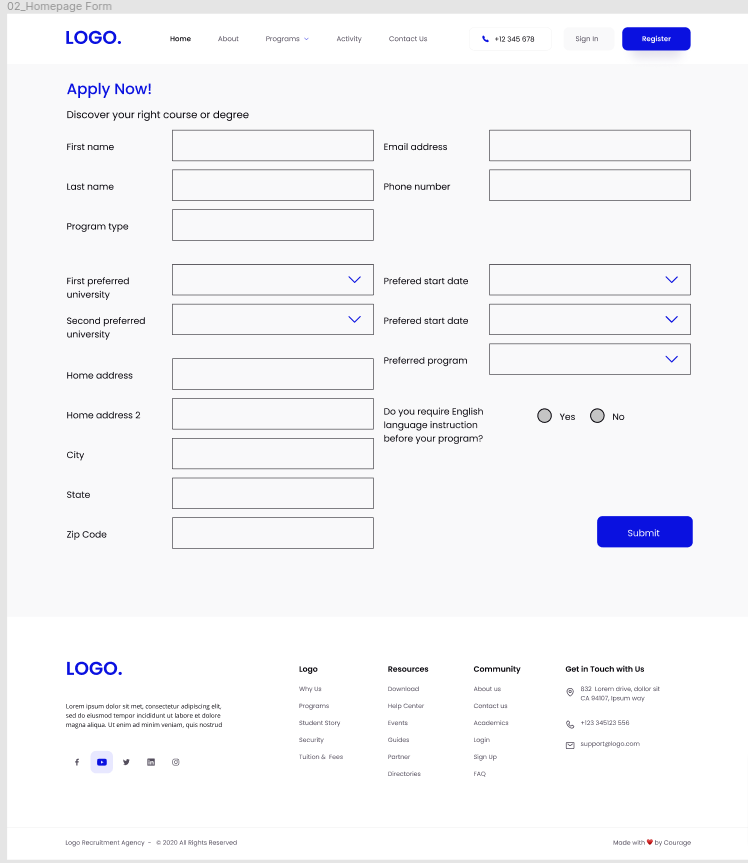 02_Homepage Form
LOGO.
Home
About
Programs
Activity
Contact Us
+12 345 678
Sign In
Register
Apply Now!
Discover your right course or degree
First name
Email address
Last name
Phone number
Program type
First preferred
university
Prefered start date
Second preferred
university
Prefered start date
Preferred program
Home address
Home address 2
Do you require English
language instruction
before your program?
Yes
No
City
State
Zip Code
Submit
LOGO.
Lorem ipsum dolor sit met, consectetur adipiscing elit,
sed do eiusmod tempor incididunt ut labore et dolore
magna aliqua. Ut enim ad minim veniam, quis nostrud
Logo
Why Us
Programs
Student Story
Security
Tuition & Fees
Resources
Download
Help Center
Events
Guides
Partner
Directories
Community
About us
Contact us
Academics
Login
Sign Up
FAQ
Get in Touch with Us
832 Lorem drive, dollor sit
CA 94107, Ipsum way
+123 345123 556
support@logo.com
Logo Recruitment Agency - © 2020 All Rights Reserved
Made with ❤ by Courage